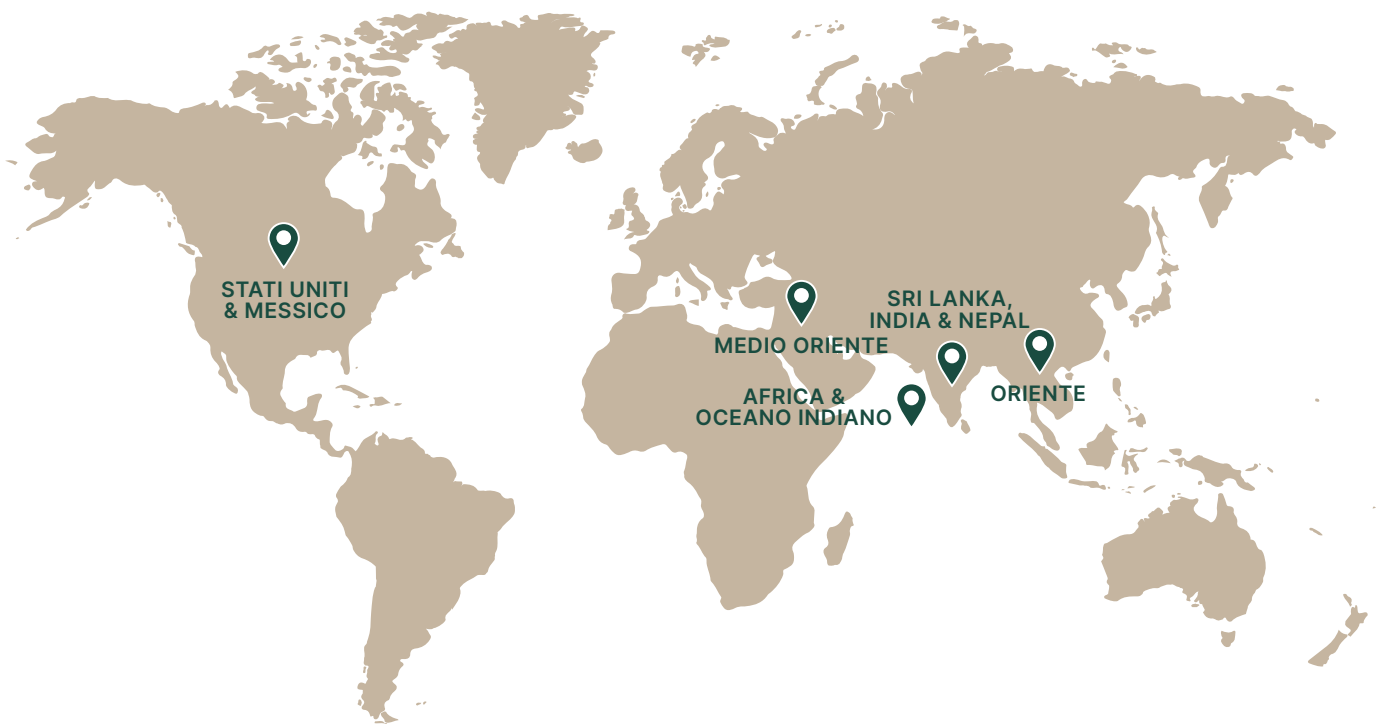 STATI UNITI
& MESSICO
SRI LANKA,
INDIA & NEPAL
MEDIO ORIENTE
ORIENTE
AFRICA &
OCEANO INDIANO